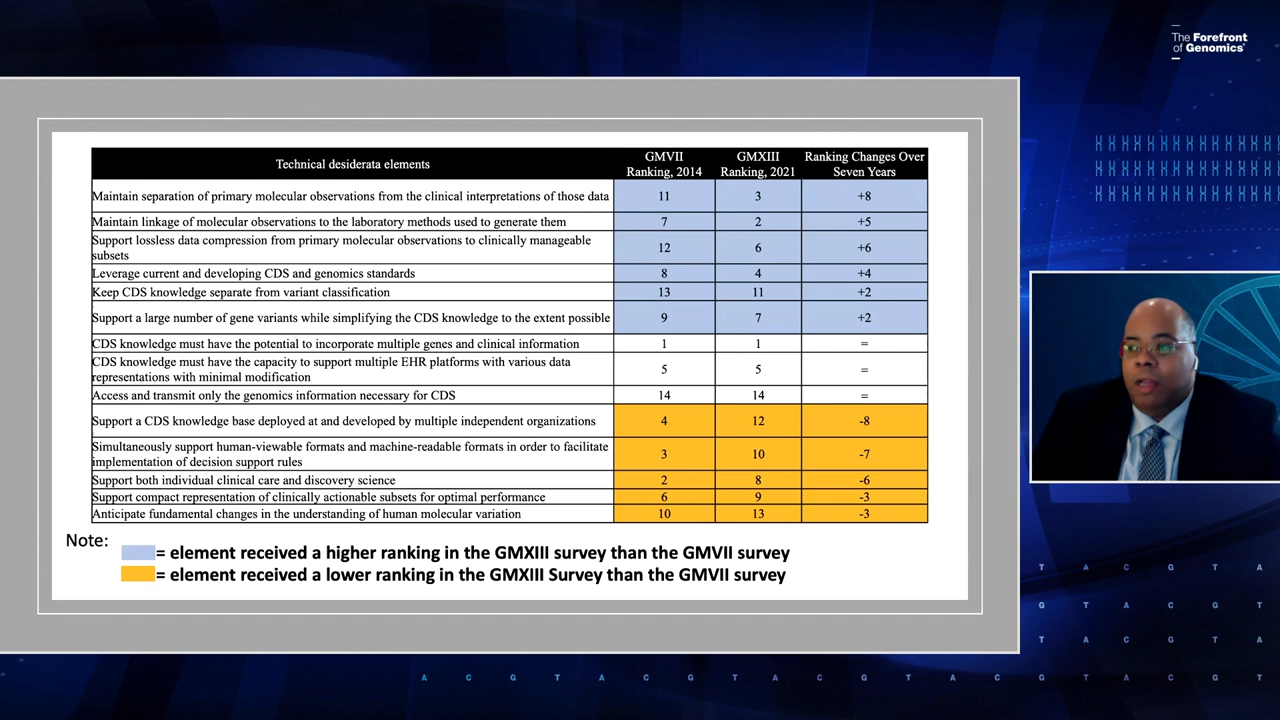 The Forefront
of Genomics®
Technical desiderata elements
GMVII
Ranking, 2014
GMXIII
Ranking, 2021
Ranking Changes Over
Seven Years
Maintain separation of primary molecular observations from the clinical interpretations of those data
11
3
+8
Maintain linkage of molecular observations to the laboratory methods used to generate them
7
2
+5
Support lossless data compression from primary molecular observations to clinically manageable
subsets
12
6
+6
Leverage current and developing CDS and genomics standards
8
4
+4
Keep CDS knowledge separate from variant classification
13
11
+2
Support a large number of gene variants while simplifying the CDS knowledge to the extent possible
9
7
+2
CDS knowledge must have the potential to incorporate multiple genes and clinical information
1
1
=
CDS knowledge must have the capacity to support multiple EHR platforms with various data
representations with minimal modification
5
5
=
Access and transmit only the genomics information necessary for CDS
14
14
=
Support a CDS knowledge base deployed at and developed by multiple independent organizations
4
12
-8
Simultaneously support human-viewable formats and machine-readable formats in order to facilitate
implementation of decision support rules
3
10
-7
Support both individual clinical care and discovery science
2
8
-6
Support compact representation of clinically actionable subsets for optimal performance
6
9
-3
Anticipate fundamental changes in the understanding of human molecular variation
10
13
-3
Note:
= element received a higher ranking in the GMXIII survey than the GMVII survey
= element received a lower ranking in the GMXIII Survey than the GMVII survey
T A C G T A
G T A C G T
T A C G T A
A C G T A C G T A C G T A C G T A C G T